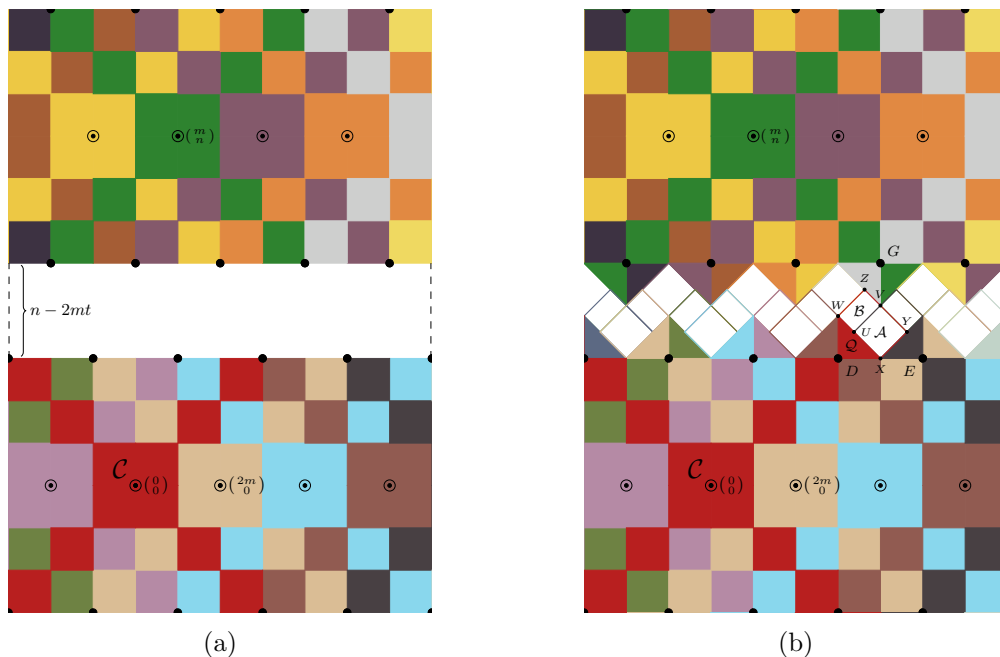 (m n)
n − 2mt
C (0 0)
(2m 0)
(a)
(m n)
G
Z
V
W
B
Y
U A
Q
D
X
E
C (0 0)
(2m 0)
(b)